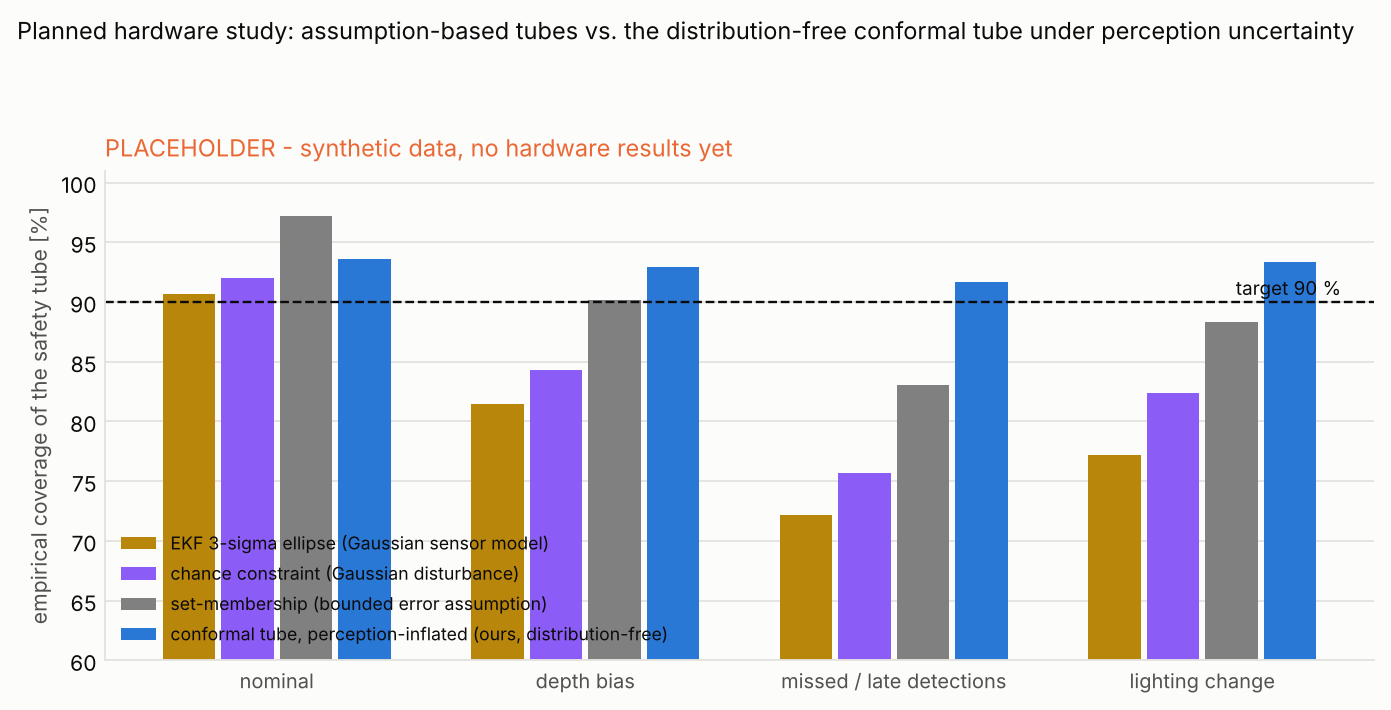 Planned hardware study: assumption-based tubes vs. the distribution-free conformal tube under perception uncertainty
PLACEHOLDER - synthetic data, no hardware results yet
empirical coverage of the safety tube [%]
100
95
90
85
80
75
70
65
60
target 90 %
EKF 3-sigma ellipse (Gaussian sensor model)
chance constraint (Gaussian disturbance)
set-membership (bounded error assumption)
conformal tube, perception-inflated (ours, distribution-free)
nominal
depth bias
missed / late detections
lighting change